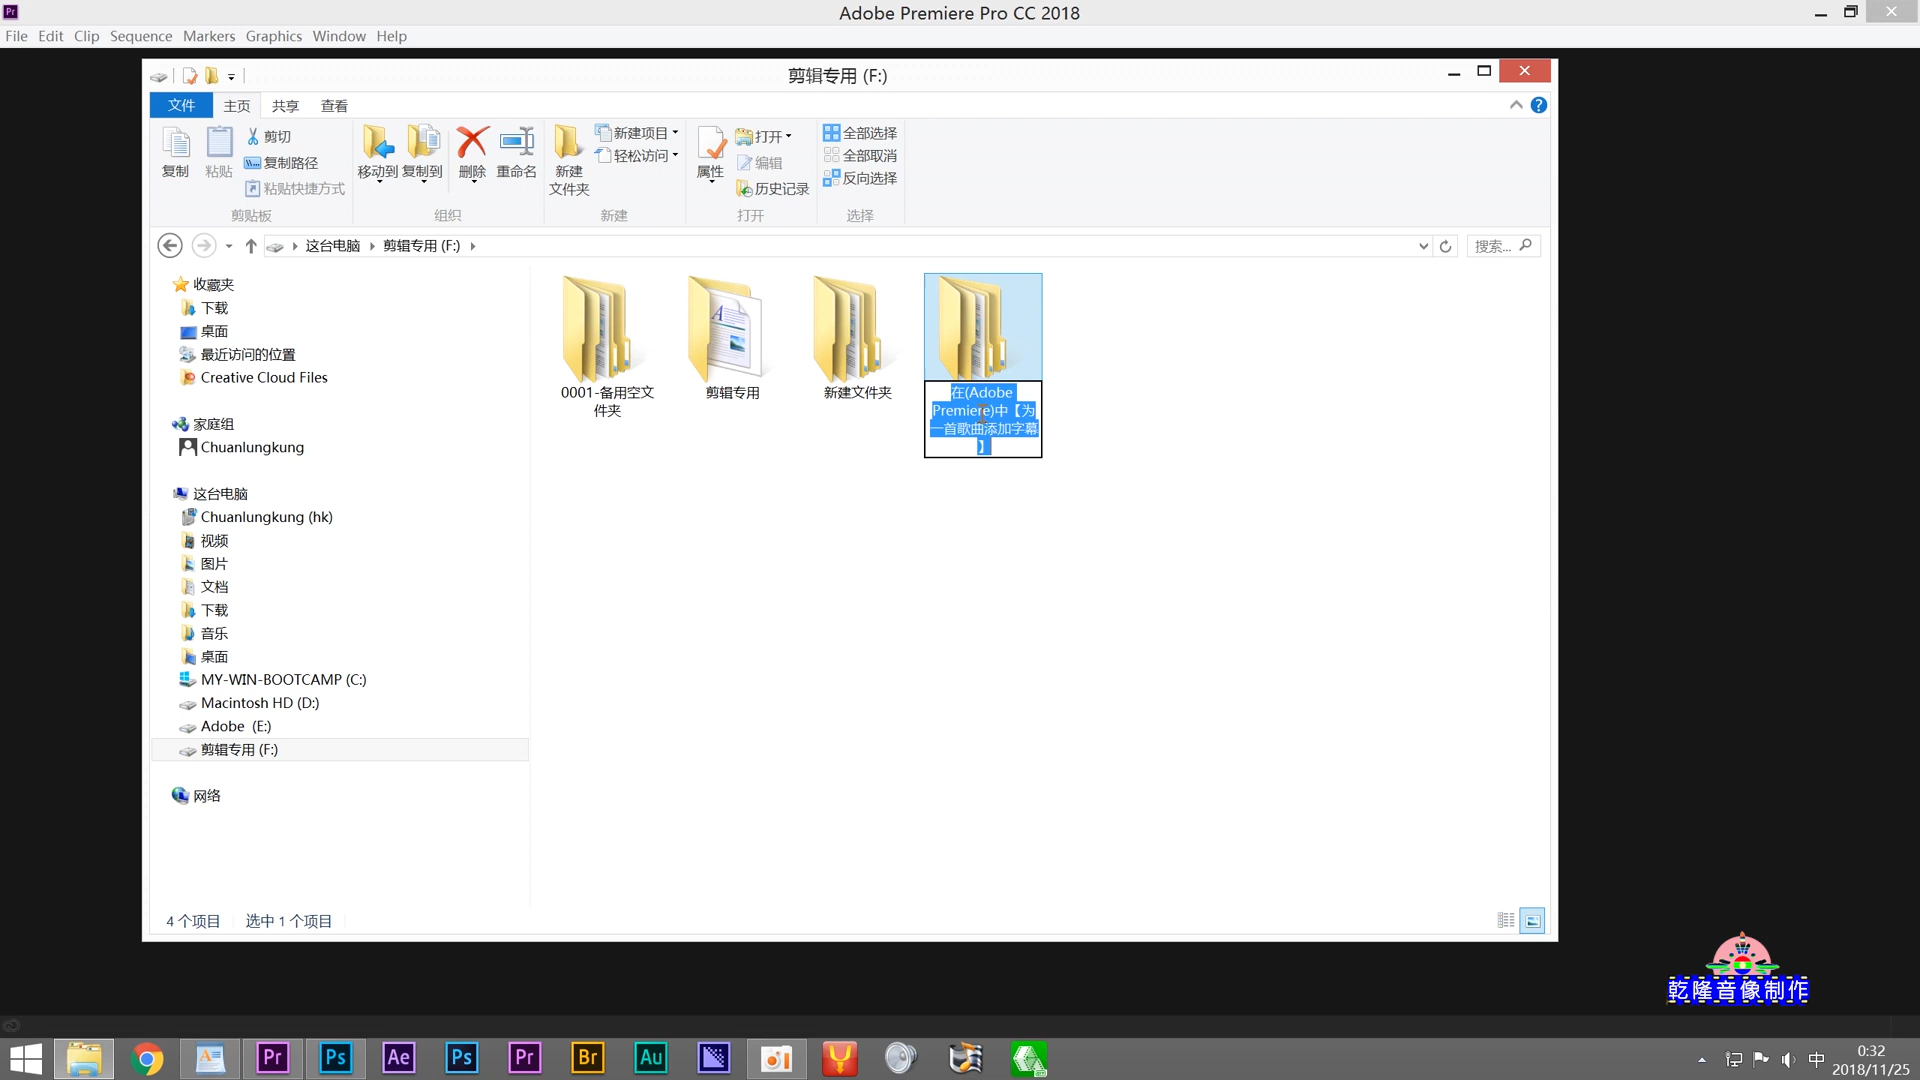 Pr
Adobe Premiere Pro CC 2018
File Edit Clip Sequence Markers Graphics Window Help
剪辑专用 (F:)
文件 主页 共享 查看
复制
粘贴
剪切
复制路径
粘贴快捷方式
剪贴板
移动到
复制到
删除
重命名
组织
新建
文件夹
新建项目
轻松访问
新建
属性
打开
编辑
历史记录
打开
全部选择
全部取消
反向选择
选择
这台电脑 剪辑专用 (F:)
搜索...
收藏夹
下载
桌面
最近访问的位置
Creative Cloud Files
家庭组
Chuanlungkung
这台电脑
Chuanlungkung (hk)
视频
图片
文档
下载
音乐
桌面
MY-WIN-BOOTCAMP (C:)
Macintosh HD (D:)
Adobe (E:)
剪辑专用 (F:)
网络
0001-备用空文
件夹
剪辑专用
新建文件夹
在(Adobe
Premiere)中【为
一首歌曲添加字幕
】
4 个项目 选中 1 个项目
乾隆音像制作
Pr Ps Ae Ps Pr Br Au
中
0:32
2018/11/25